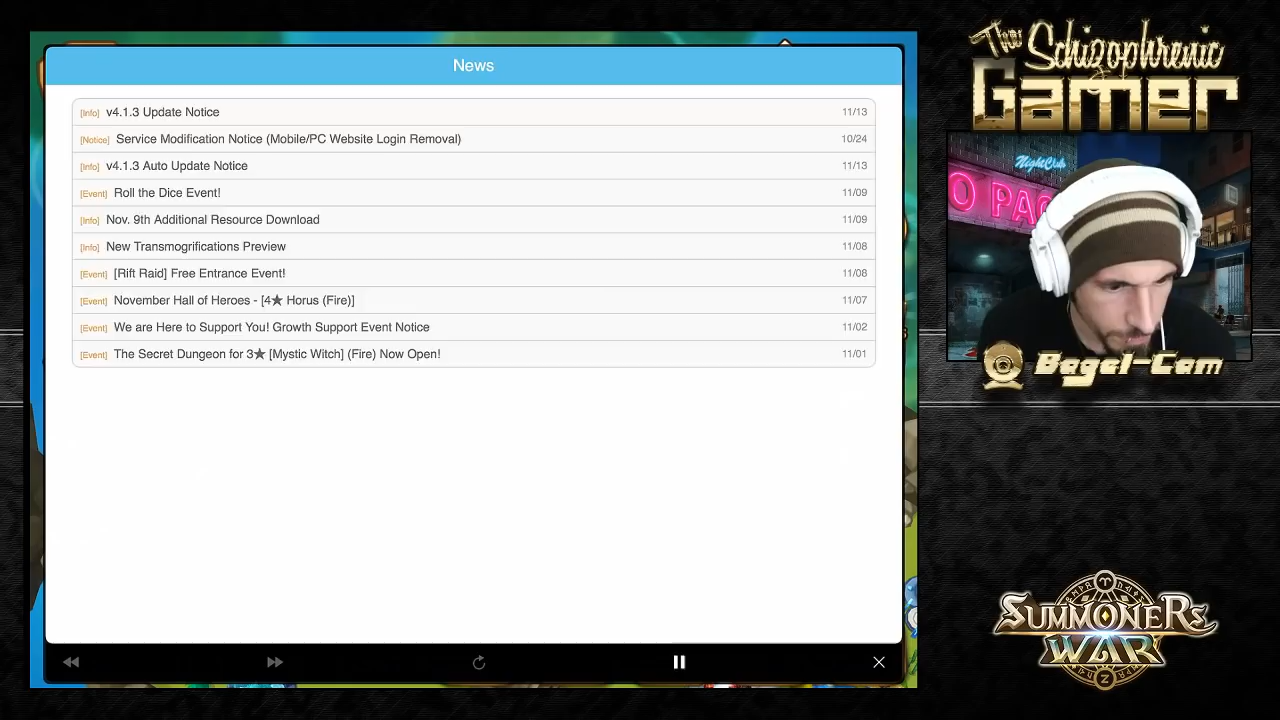 News
[Info] v4.1.3 Update Notice 11/13
[Notice] Service Modification Notice (Mobile/PC Website Login Removal) 10/24
[Info] v4.1.3 Auto Update Notice 11/13
[Event] Roll the Dice Event! 11/09
[Info] Nov. 9th Additional Resource Download 11/09
[Info] New Transmogrifications Preview 11/08
[Event] [Rift Raid] Free Entrance Event! 11/08
[Event] November Hall of Heroes - [4★ Horus (Fire)] 11/07
[Event] We are Here to Support You! Growth Support Event Notice 11/02
[Event] The Secret Dungeon for 3★ [Mystic Witch] (Fire) Now Open! 11/01
The Schizophrenic
Gamer
NightClub
O PAC
Bagel-Cam
SUMMONERS
WAR